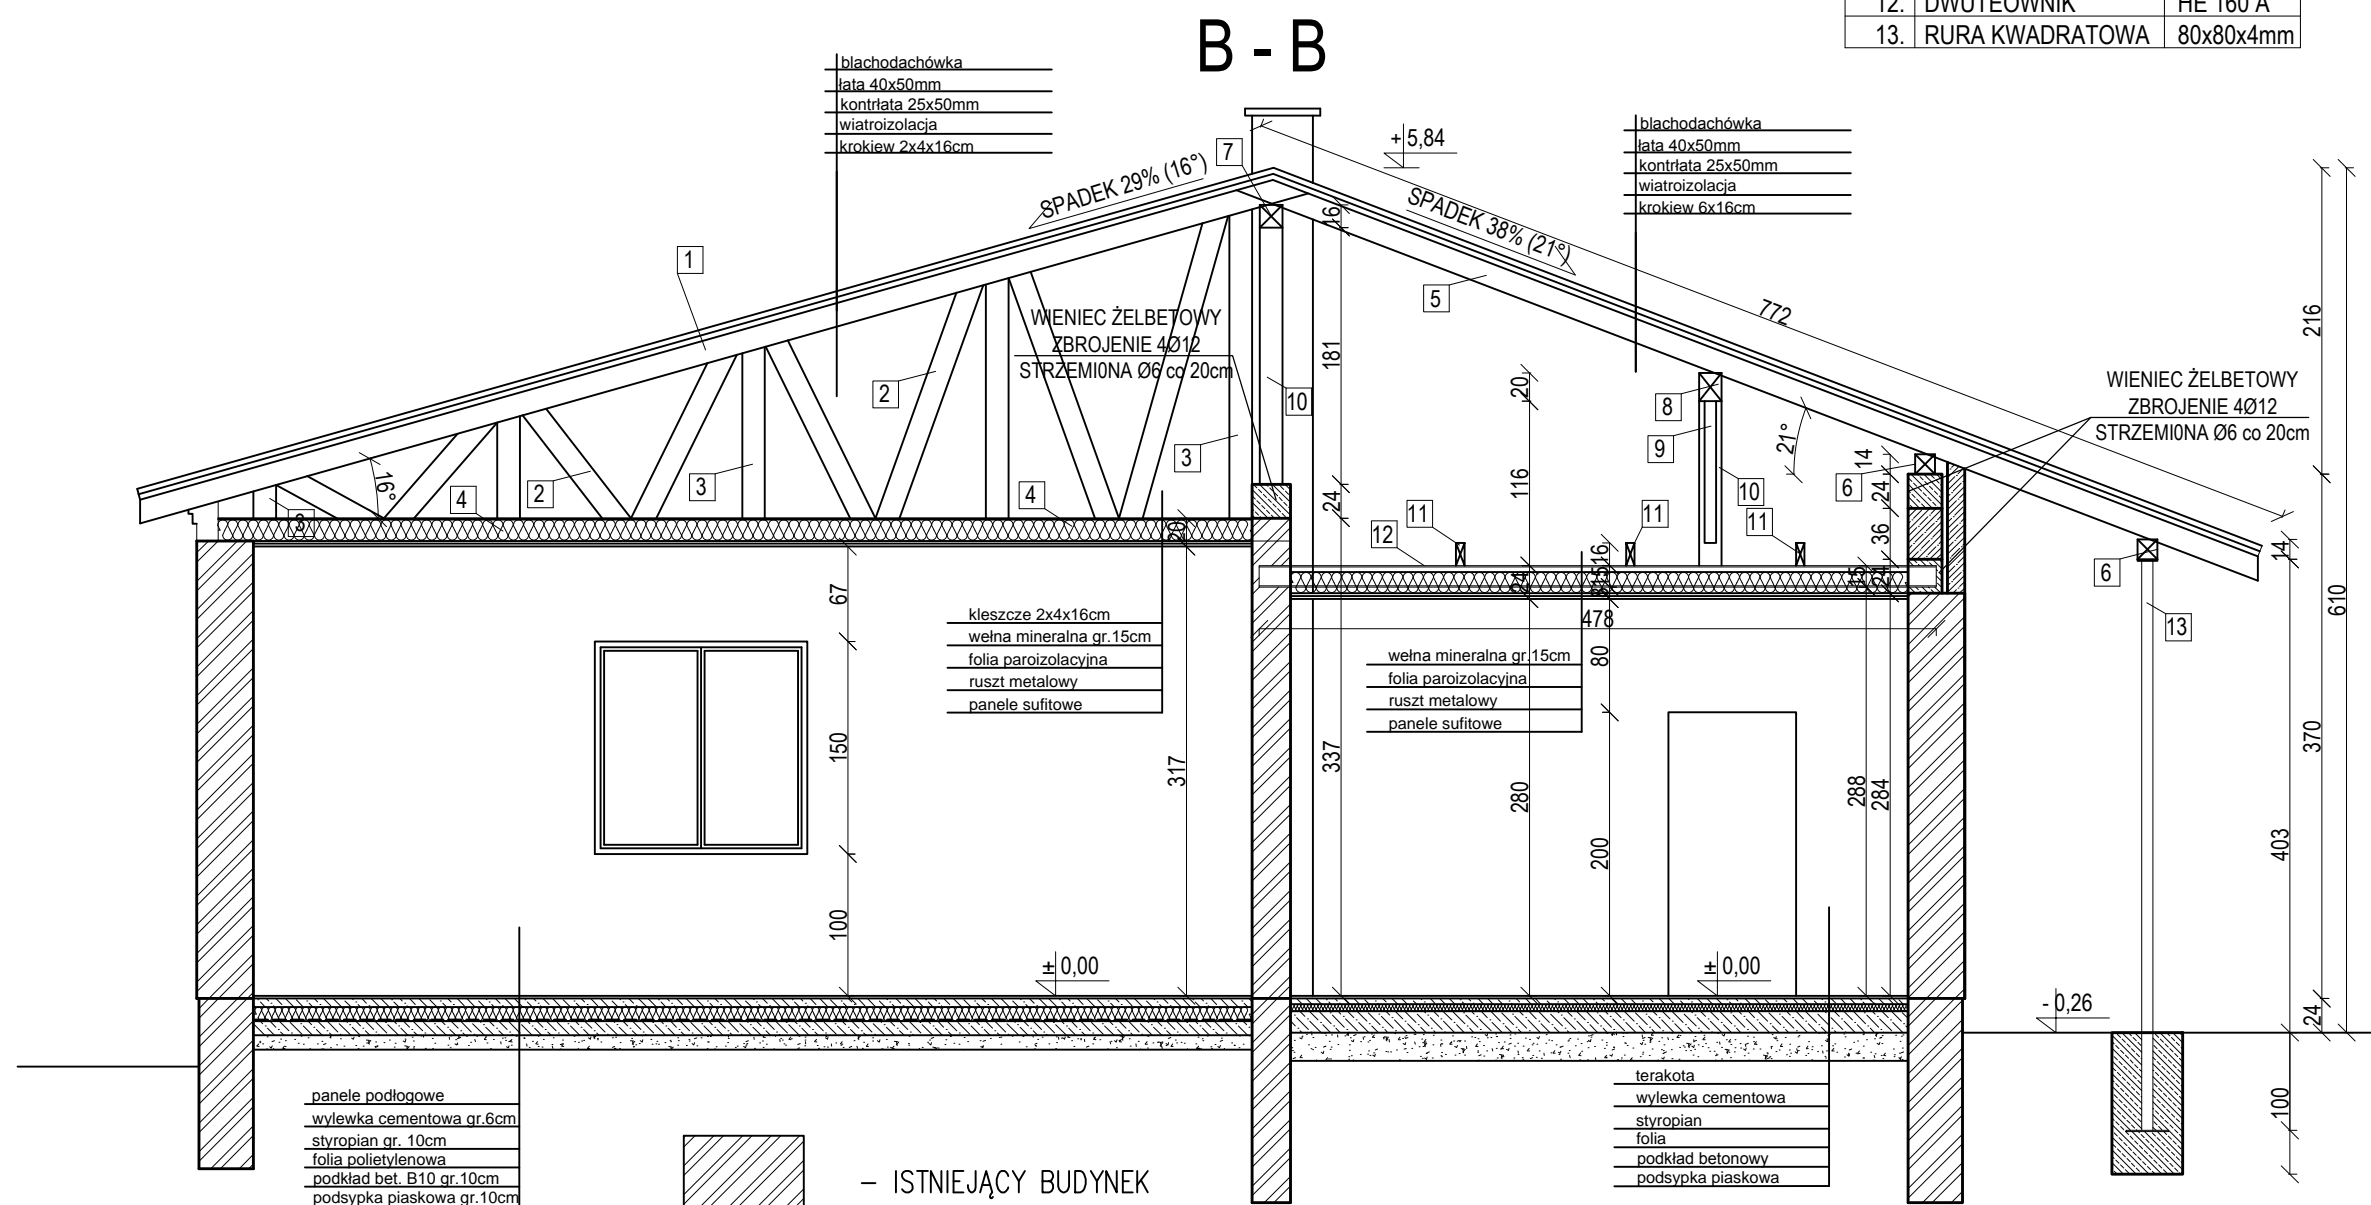 12. DWUTEOWNIK HE 160 A
13. RURA KWADRATOWA 80x80x4mm
B - B
blachodachówka
łata 40x50mm
kontrłata 25x50mm
wiatroizolacja
krokiew 2x4x16cm
blachodachówka
łata 40x50mm
kontrłata 25x50mm
wiatroizolacja
krokiew 6x16cm
+5,84
7
SPADEK 29% (16°)
SPADEK 38% (21°)
772
1
5
16
181
24
337
WIENIEC ŻELBETOWY
ZBROJENIE 4Ø12
STRZEMI0NA Ø6 co 20cm
WIENIEC ŻELBETOWY
ZBROJENIE 4Ø12
STRZEMI0NA Ø6 co 20cm
2
10
3
8
9
10
21°
20
116
24
280
14
24
36
24
284
15
288
6
16°
3
4
2
3
4
11
11
11
12
6
13
20
317
67
150
100
16
15
80
200
478
kleszcze 2x4x16cm
wełna mineralna gr.15cm
folia paroizolacyjna
ruszt metalowy
panele sufitowe
wełna mineralna gr.15cm
folia paroizolacyjna
ruszt metalowy
panele sufitowe
216
370
24
610
14
403
100
± 0,00
± 0,00
- 0,26
panele podłogowe
wylewka cementowa gr.6cm
styropian gr. 10cm
folia polietylenowa
podkład bet. B10 gr.10cm
podsypka piaskowa gr.10cm
terakota
wylewka cementowa
styropian
folia
podkład betonowy
podsypka piaskowa
– ISTNIEJĄCY BUDYNEK